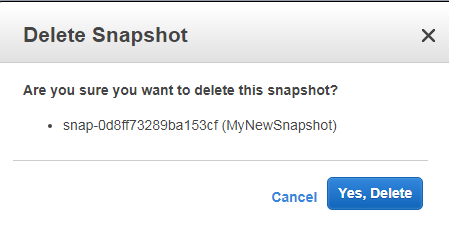 Delete Snapshot
Are you sure you want to delete this snapshot?
snap-0d8ff73289ba153cf (MyNewSnapshot)
Cancel
Yes, Delete